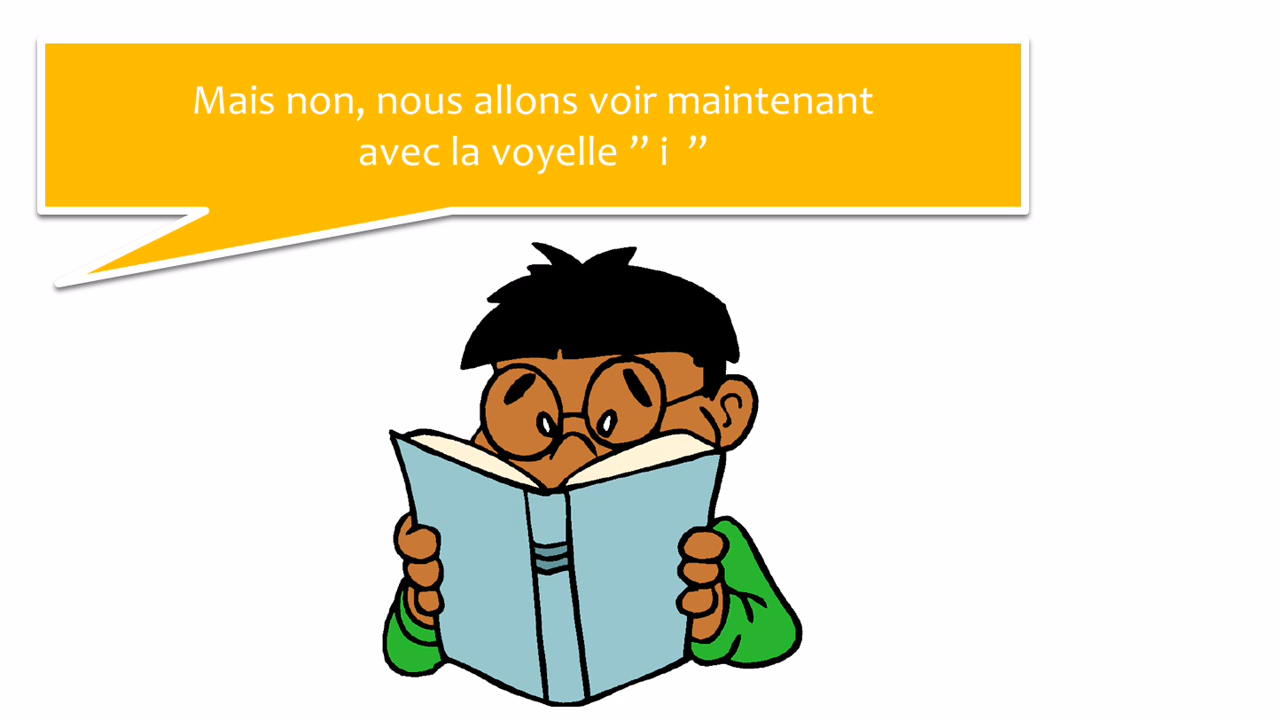 Mais non, nous allons voir maintenant
avec la voyelle ” i ”